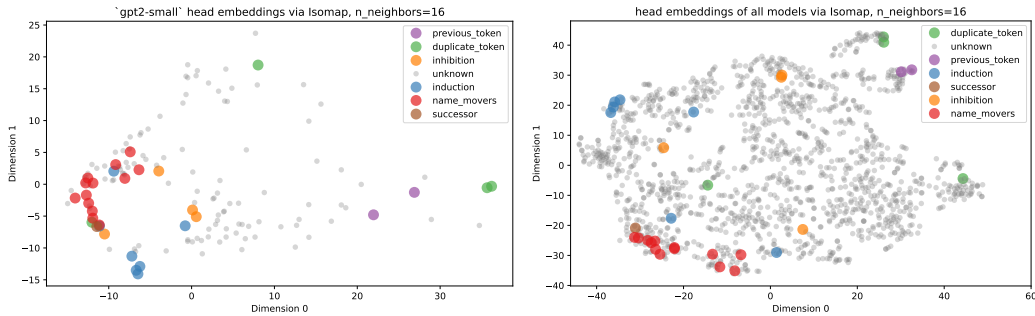 `gpt2-small` head embeddings via Isomap, n_neighbors=16
25
20
15
10
5
0
−5
−10
−15
Dimension 1
−10
0
10
20
30
Dimension 0
previous_token
duplicate_token
inhibition
unknown
induction
name_movers
successor
head embeddings of all models via Isomap, n_neighbors=16
40
30
20
10
0
−10
−20
−30
−40
Dimension 1
−40
−20
0
20
40
60
Dimension 0
duplicate_token
unknown
previous_token
induction
successor
inhibition
name_movers